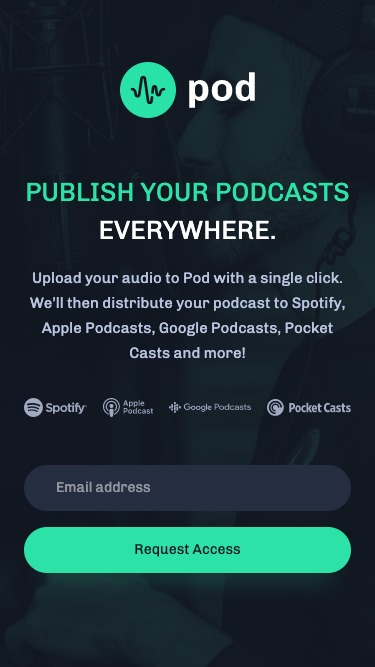 pod
PUBLISH YOUR PODCASTS
EVERYWHERE.
Upload your audio to Pod with a single click.
We’ll then distribute your podcast to Spotify,
Apple Podcasts, Google Podcasts, Pocket
Casts and more!
Spotify
Apple
Podcast
Google Podcasts
Pocket Casts
Email address
Request Access